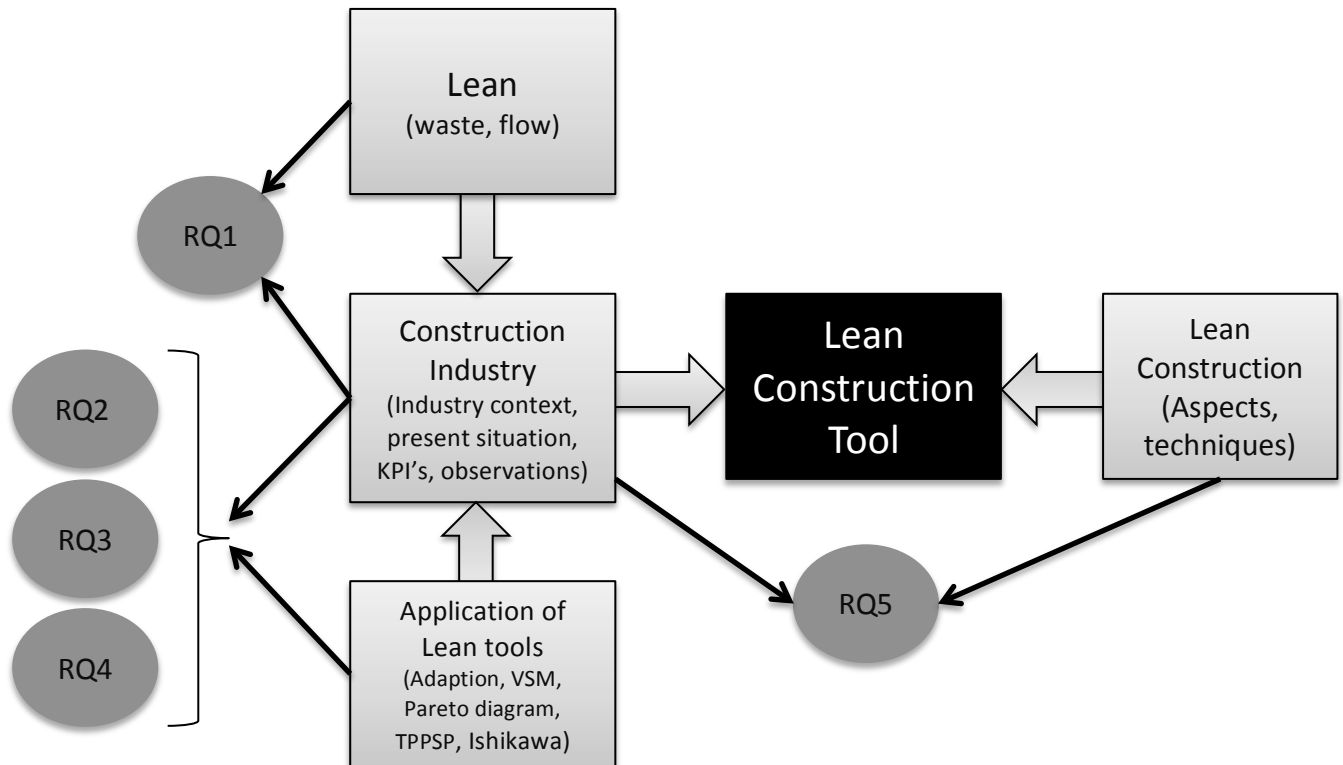 Lean
(waste, flow)
RQ1
Construction
Industry
(Industry context,
present situation,
KPI's, observations)
Lean
Construction
Tool
Lean
Construction
(Aspects,
techniques)
RQ2
RQ3
RQ4
Application of
Lean tools
(Adaption, VSM,
Pareto diagram,
TPPSP, Ishikawa)
RQ5